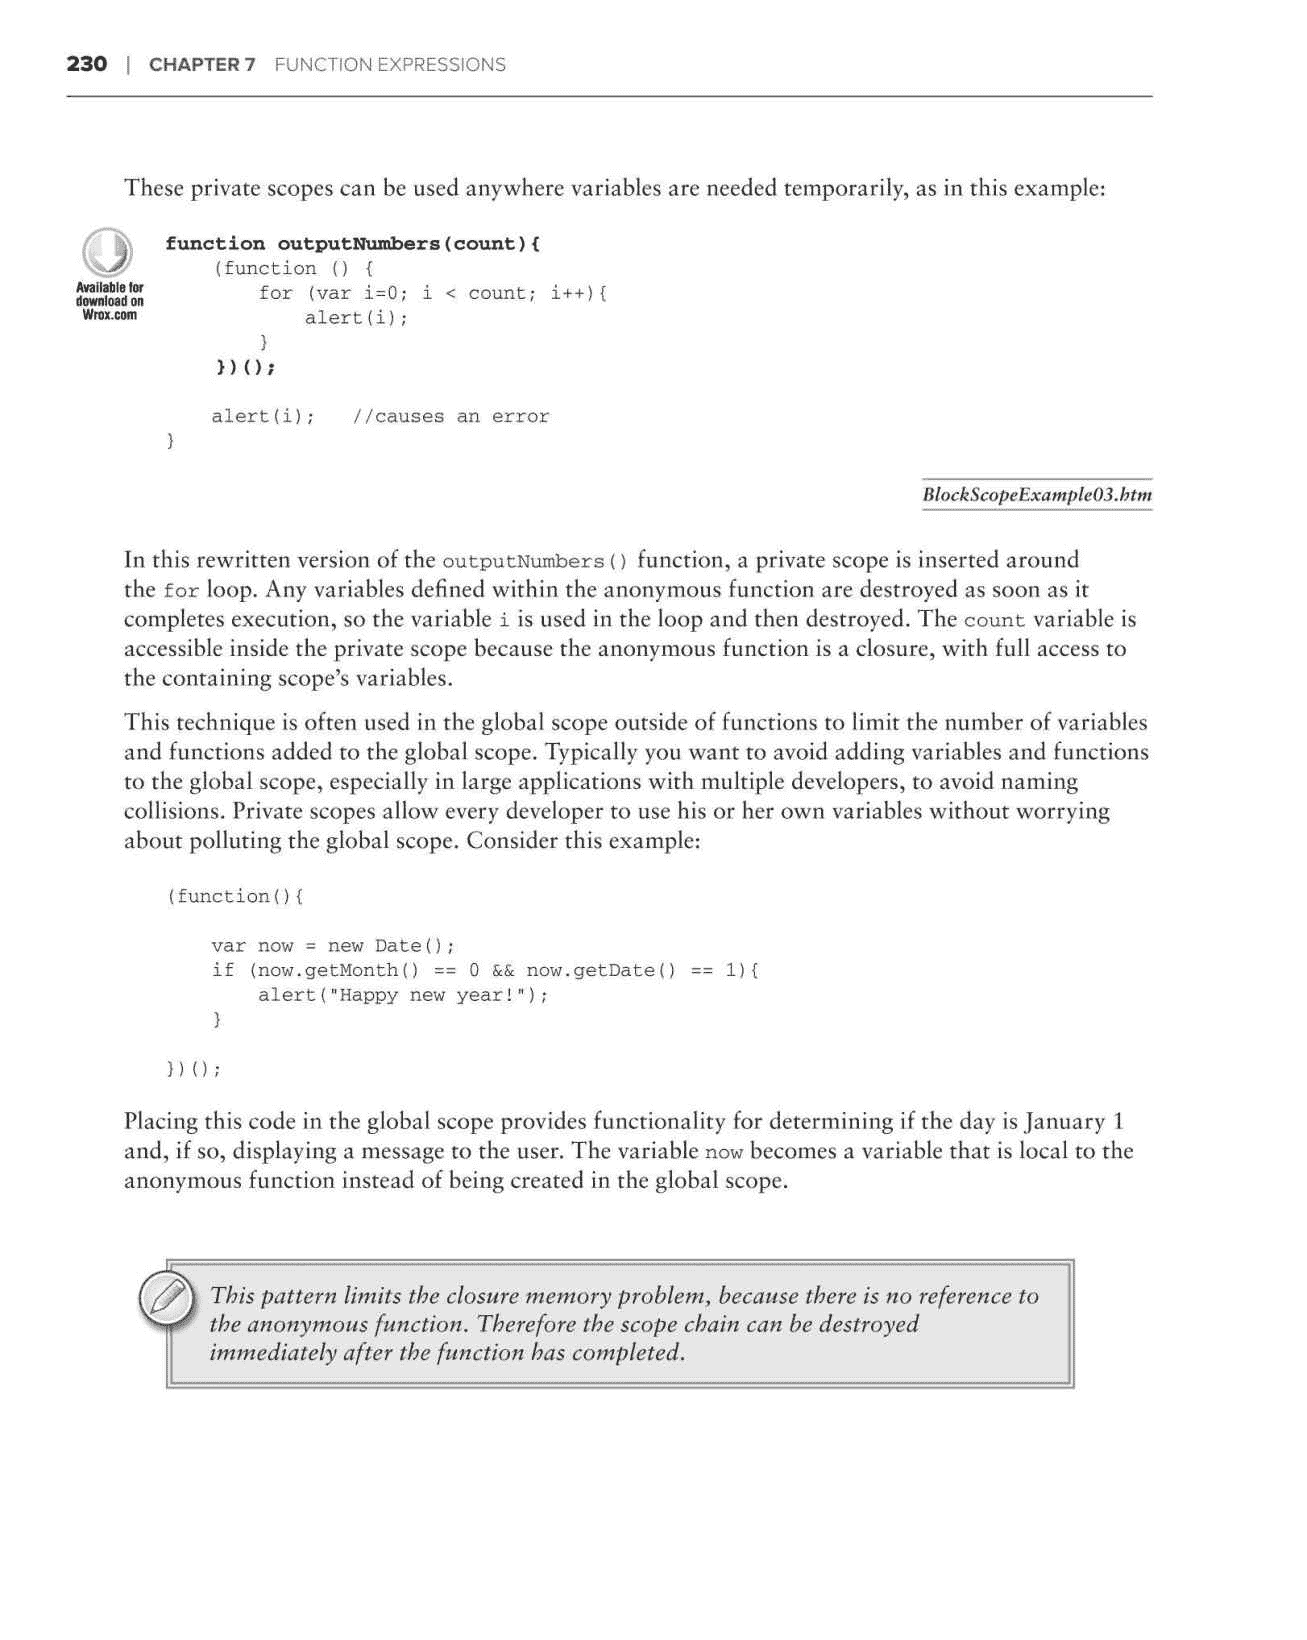 230 | CHAPTER 7 FUNCTION EXPRESSIONS
These private scopes can be used anywhere variables are needed temporarily, as in this example:
Available for
download on
Wrox.com
function outputNumbers(count){
    (function () {
        for (var i=0; i < count; i++){
            alert(i);
        }
    })();
    alert(i);   //causes an error
}
BlockScopeExample03.htm
In this rewritten version of the outputNumbers() function, a private scope is inserted around
the for loop. Any variables defined within the anonymous function are destroyed as soon as it
completes execution, so the variable i is used in the loop and then destroyed. The count variable is
accessible inside the private scope because the anonymous function is a closure, with full access to
the containing scope’s variables.
This technique is often used in the global scope outside of functions to limit the number of variables
and functions added to the global scope. Typically you want to avoid adding variables and functions
to the global scope, especially in large applications with multiple developers, to avoid naming
collisions. Private scopes allow every developer to use his or her own variables without worrying
about polluting the global scope. Consider this example:
(function(){
    var now = new Date();
    if (now.getMonth() == 0 && now.getDate() == 1){
        alert("Happy new year!");
    }
})();
Placing this code in the global scope provides functionality for determining if the day is January 1
and, if so, displaying a message to the user. The variable now becomes a variable that is local to the
anonymous function instead of being created in the global scope.
This pattern limits the closure memory problem, because there is no reference to
the anonymous function. Therefore the scope chain can be destroyed
immediately after the function has completed.